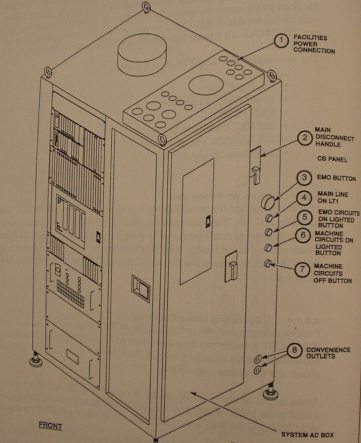 1 FACILITIES
POWER
CONNECTION
2 MAIN
DISCONNECT
HANDLE
CB PANEL
3 EMO BUTTON
4 MAIN LINE
ON LT1
5 EMO CIRCUITS
ON LIGHTED
BUTTON
6 MACHINE
CIRCUITS ON
LIGHTED
BUTTON
7 MACHINE
CIRCUITS
OFF BUTTON
8 CONVENIENCE
OUTLETS
FRONT
SYSTEM AC BOX